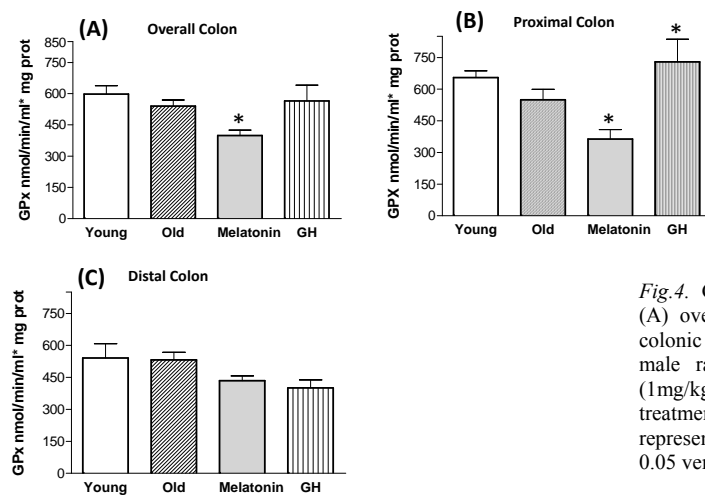 (A) Overall Colon
GPx nmol/min/ml* mg prot
850
750
600
450
300
150
0
*
Young Old Melatonin GH
(B) Proximal Colon
GPX nmol/min/ml* mg prot
750
600
450
300
150
0
*
*
Young Old Melatonin GH
(C) Distal Colon
GPx nmol/min/ml* mg prot
750
600
450
300
150
0
Young Old Melatonin GH
Fig.4.
(A) ove
colonic
male ra
(1mg/kg
treatmen
represen
0.05 ver